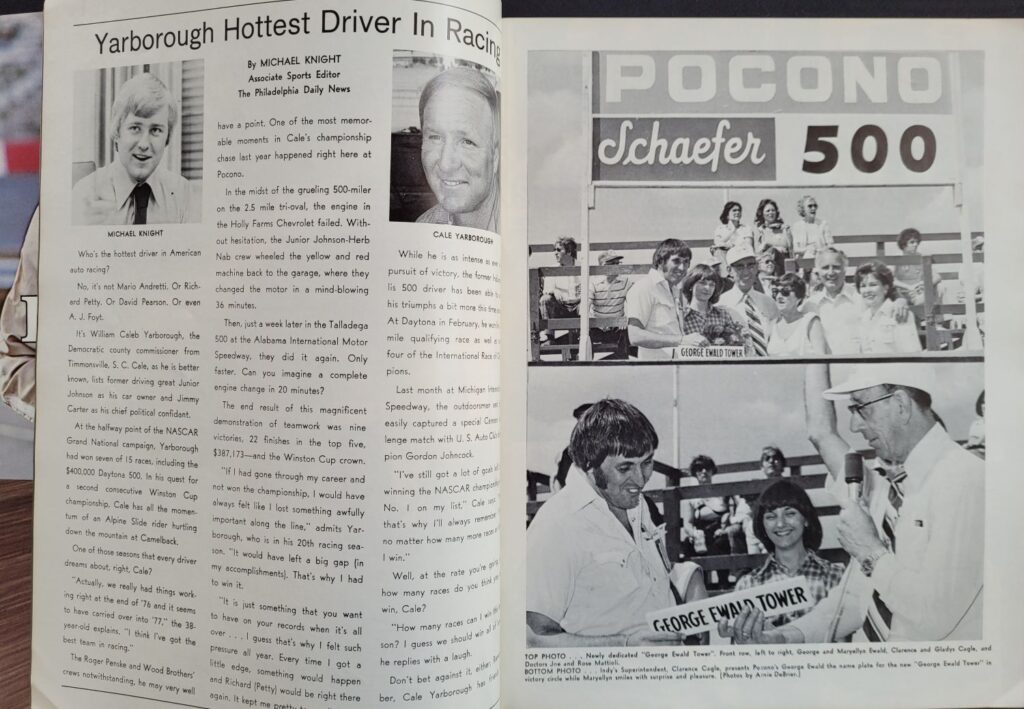 Yarborough Hottest Driver In Racing
By MICHAEL KNIGHT
Associate Sports Editor
The Philadelphia Daily News
MICHAEL KNIGHT
Who's the hottest driver in American
auto racing?
No, it's not Mario Andretti. Or Rich-
ard Petty. Or David Pearson. Or even
A. J. Foyt.
It's William Caleb Yarborough, the
Democratic county commissioner from
Timmonsville, S. C. Cale, as he is better
known, lists former driving great Junior
Johnson as his car owner and Jimmy
Carter as his chief political confidant.
At the halfway point of the NASCAR
Grand National campaign, Yarborough
had won seven of 15 races, including the
$400,000 Daytona 500. In his quest for
a second consecutive Winston Cup
championship, Cale has all the momen-
tum of an Alpine Slide rider hurtling
down the mountain at Camelback.
One of those seasons that every driver
dreams about, right, Cale?
"Actually, we really had things work-
ing right at the end of '76 and it seems
to have carried over into '77," the 38-
year-old explains. "I think I've got the
best team in racing."
The Roger Penske and Wood Brothers'
crews notwithstanding, he may very well
have a point. One of the most memor-
able moments in Cale's championship
chase last year happened right here at
Pocono.
In the midst of the grueling 500-miler
on the 2.5 mile tri-oval, the engine in
the Holly Farms Chevrolet failed. With-
out hesitation, the Junior Johnson-Herb
Nab crew wheeled the yellow and red
machine back to the garage, where they
changed the motor in a mind-blowing
36 minutes.
Then, just a week later in the Talladega
500 at the Alabama International Motor
Speedway, they did it again. Only
faster. Can you imagine a complete
engine change in 20 minutes?
The end result of this magnificent
demonstration of teamwork was nine
victories, 22 finishes in the top five,
$387,173—and the Winston Cup crown.
"If I had gone through my career and
not won the championship, I would have
always felt like I lost something awfully
important along the line," admits Yar-
borough, who is in his 20th racing sea-
son. "It would have left a big gap (in
my accomplishments). That's why I had
to win it.
"It is just something that you want
to have on your records when it's all
over . . . I guess that's why I felt such
pressure all year. Every time I got a
little edge, something would happen
and Richard (Petty) would be right there
again. It kept me pretty
CALE YARBOROUGH
While he is as intense as ever
pursuit of victory, the former
lis 500 driver has been able
his triumphs a bit more this
At Daytona in February, he
mile qualifying race as well
four of the International Race of
pions.
Last month at Michigan
Speedway, the outdoorsman
easily captured a special
lenge match with U. S. Auto Club
pion Gordon Johncock.
"I've still got a lot of goals
winning the NASCAR
No. 1 on my list," Cale says.
that's why I'll always remember
no matter how many more races
I win."
Well, at the rate you're going,
how many races do you think you
win, Cale?
"How many races can I win this
son? I guess we should win all of
he replies with a laugh.
Don't bet against it, either.
ber, Cale Yarborough has
POCONO
Schaefer 500
GEORGE EWALD TOWER
GEORGE EWALD TOWER
TOP PHOTO . . . Newly dedicated "George Ewald Tower". Front row, left to right, George and Maryellyn Ewald, Clarence and Gladys Cagle, and
Doctors Joe and Rose Mattioli.
BOTTOM PHOTO . . . Indy's Superintendent, Clarence Cagle, presents Pocono's George Ewald the name plate for the new "George Ewald Tower" in
victory circle while Maryellyn smiles with surprise and pleasure. [Photos by Arnie DeBrier.]